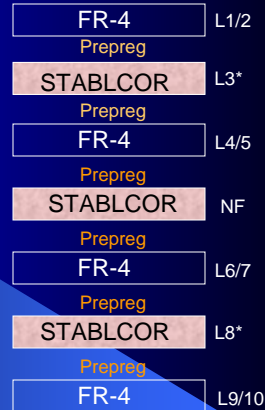 FR-4 L1/2
Prepreg
STABLCOR L3*
Prepreg
FR-4 L4/5
Prepreg
STABLCOR NF
Prepreg
FR-4 L6/7
Prepreg
STABLCOR L8*
Prepreg
FR-4 L9/10